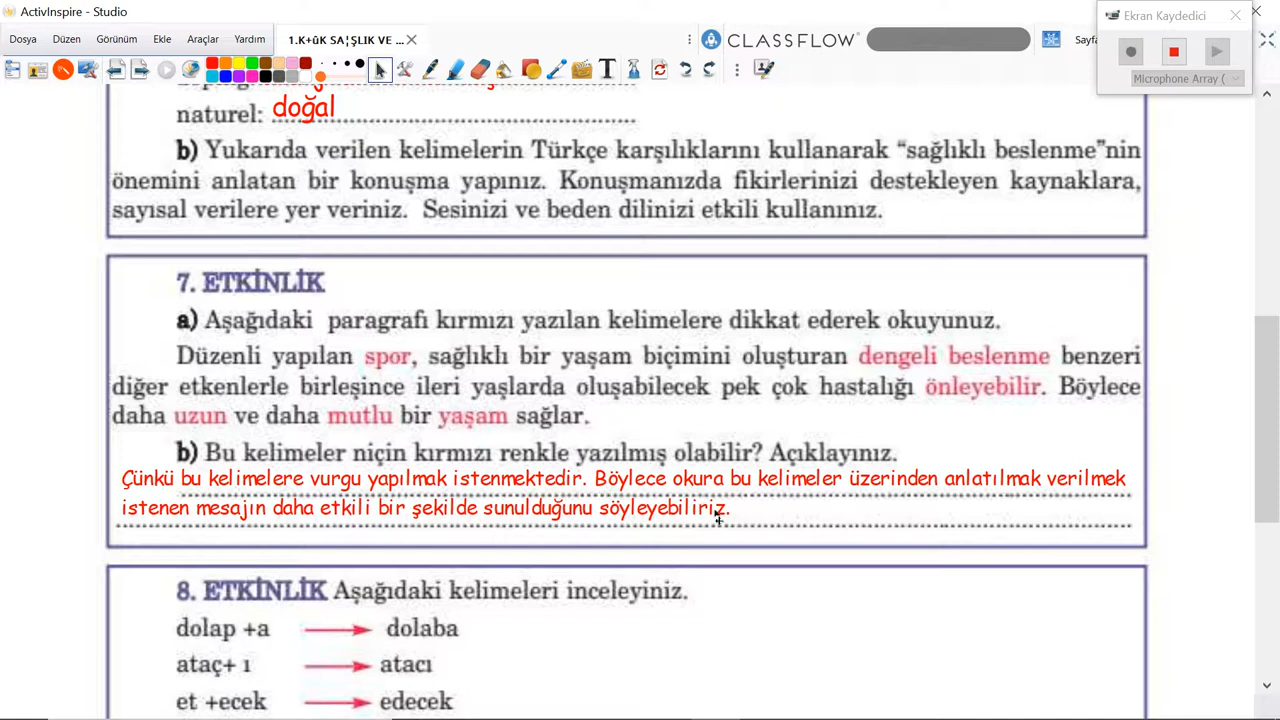 ActivInspire - Studio
Ekran Kaydedici
Dosya Düzen Görünüm Ekle Araçlar Yardım
1.K+ûK SA¦ŞLIK VE ...
CLASSFLOW
Sayfa
Microphone Array (
naturel: doğal
b) Yukarıda verilen kelimelerin Türkçe karşılıklarını kullanarak “sağlıklı beslenme”nin
önemini anlatan bir konuşma yapınız. Konuşmanızda fikirlerinizi destekleyen kaynaklara,
sayısal verilere yer veriniz. Sesinizi ve beden dilinizi etkili kullanınız.
7. ETKİNLİK
a) Aşağıdaki paragrafı kırmızı yazılan kelimelere dikkat ederek okuyunuz.
Düzenli yapılan spor, sağlıklı bir yaşam biçimini oluşturan dengeli beslenme benzeri
diğer etkenlerle birleşince ileri yaşlarda oluşabilecek pek çok hastalığı önleyebilir. Böylece
daha uzun ve daha mutlu bir yaşam sağlar.
b) Bu kelimeler niçin kırmızı renkle yazılmış olabilir? Açıklayınız.
Çünkü bu kelimelere vurgu yapılmak istenmektedir. Böylece okura bu kelimeler üzerinden anlatılmak verilmek
istenen mesajın daha etkili bir şekilde sunulduğunu söyleyebiliriz.
8. ETKİNLİK Aşağıdaki kelimeleri inceleyiniz.
dolap +a dolaba
ataç+ ı atacı
et +ecek edecek